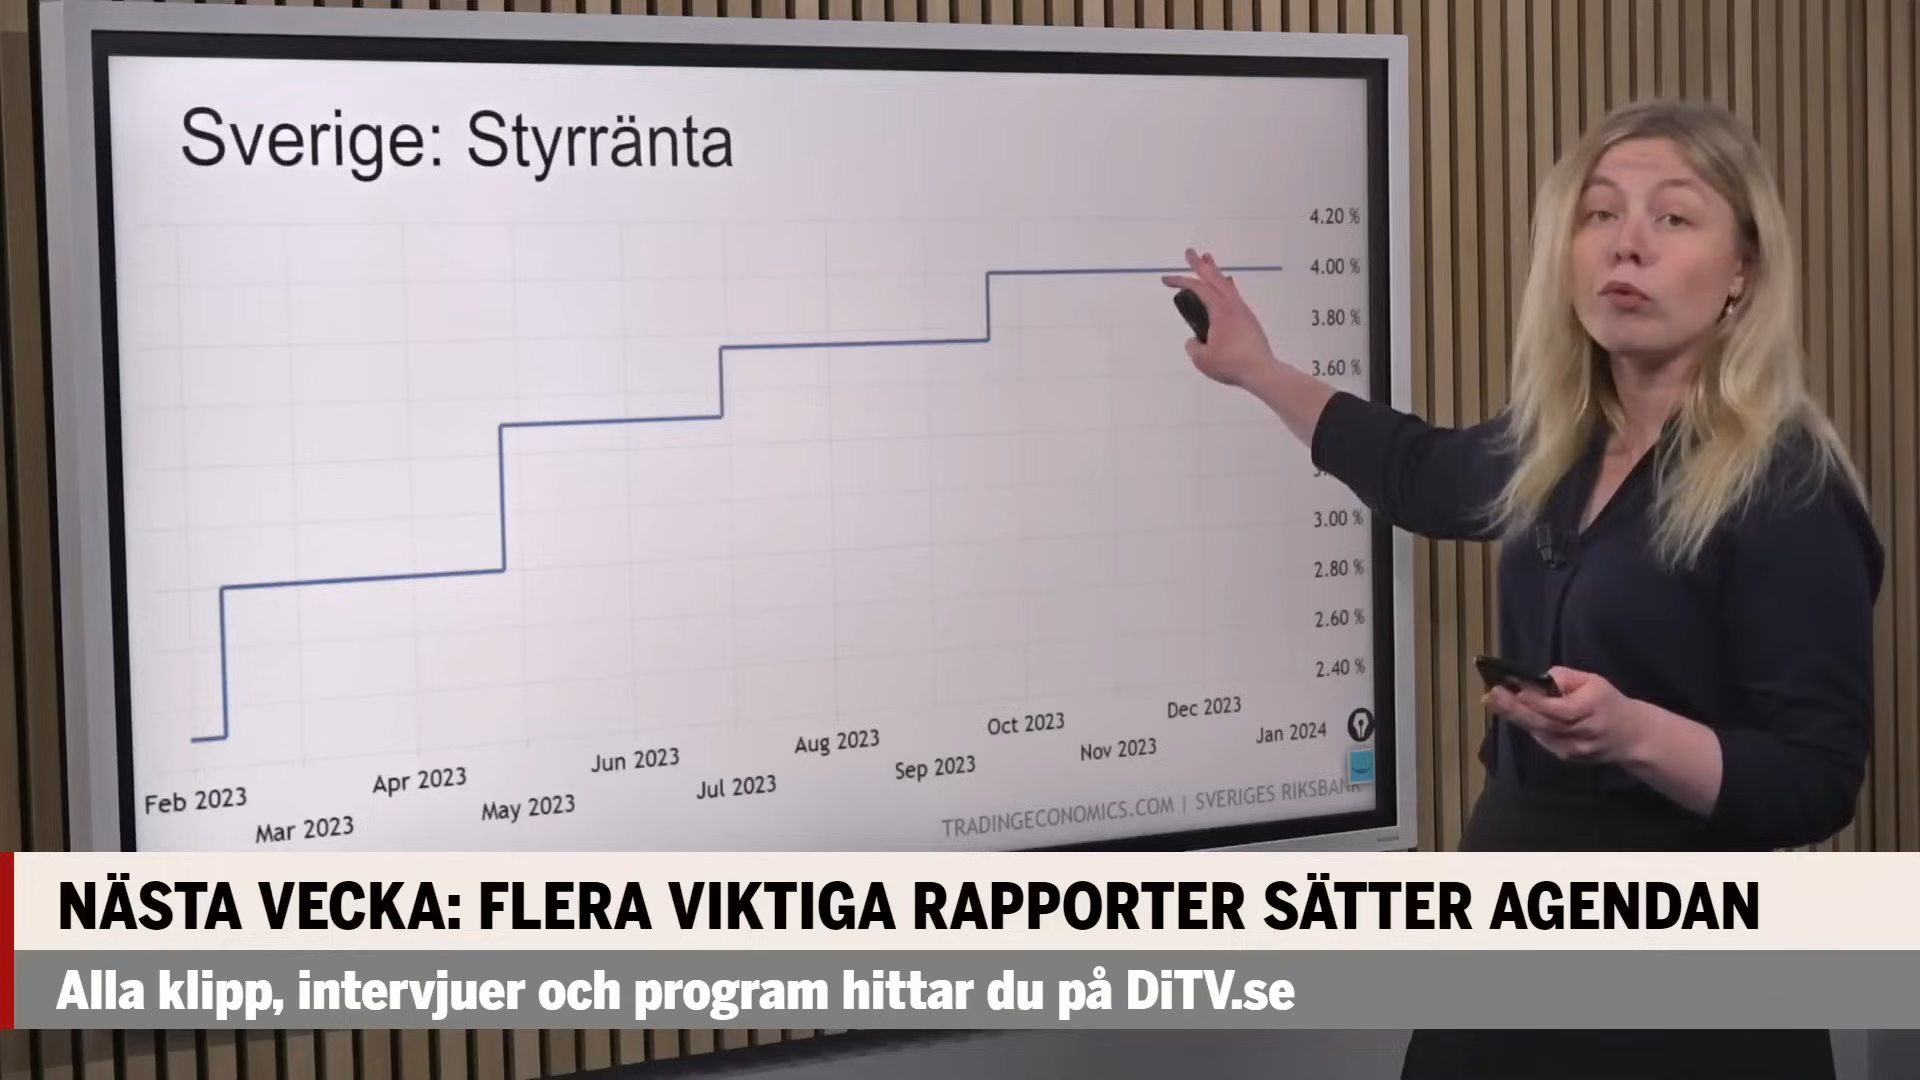 Sverige: Styrränta
4.20 %
4.00 %
3.80 %
3.60 %
3.00 %
2.80 %
2.60 %
2.40 %
Feb 2023
Mar 2023
Apr 2023
May 2023
Jun 2023
Jul 2023
Aug 2023
Sep 2023
Oct 2023
Nov 2023
Dec 2023
Jan 2024
TRADINGECONOMICS.COM | SVERIGES RIKSBANK
NÄSTA VECKA: FLERA VIKTIGA RAPPORTER SÄTTER AGENDAN
Alla klipp, intervjuer och program hittar du på DiTV.se